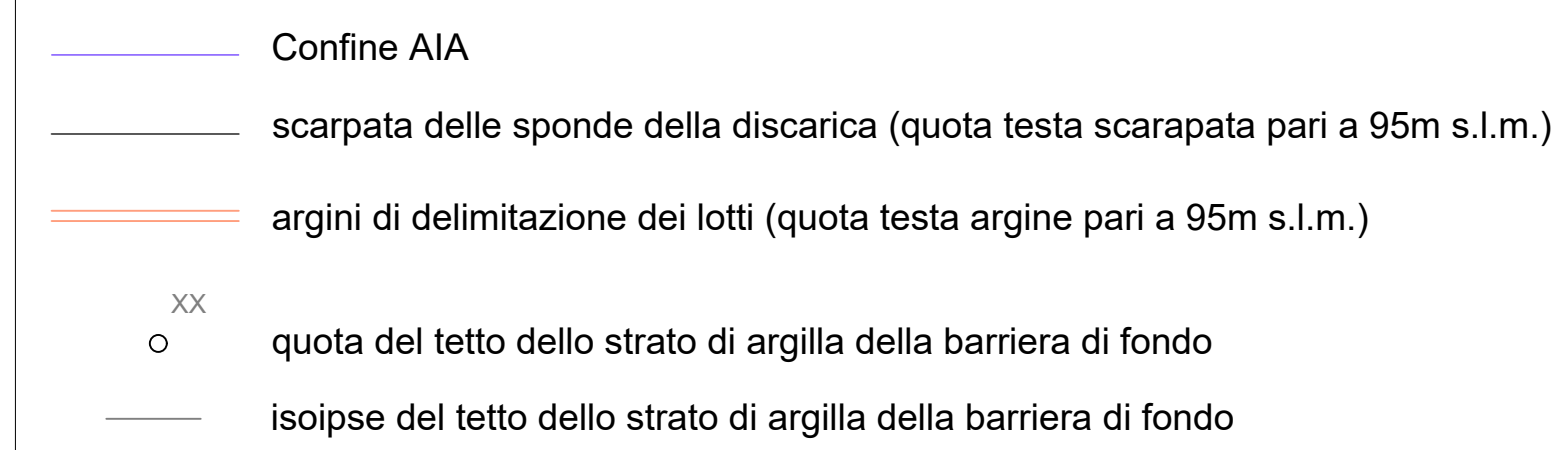 Confine AIA
scarpata delle sponde della discarica (quota testa scarapata pari a 95m s.l.m.)
argini di delimitazione dei lotti (quota testa argine pari a 95m s.l.m.)
XX
quota del tetto dello strato di argilla della barriera di fondo
isoipse del tetto dello strato di argilla della barriera di fondo